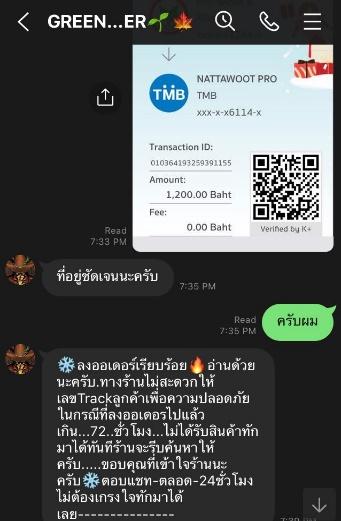 GREEN...ER🌱🍁
NATTAWOOT PRO
TMB
TMB
xxx-x-x6114-x
Transaction ID:
010364193259391155
Amount:
1,200.00 Baht
Fee:
0.00 Baht
Verified by K+
Read
7:33 PM
ที่อยู่ชัดเจนนะครับ
7:35 PM
Read
7:35 PM
ครับผม
❄️ลงออเดอร์เรียบร้อย🔥อ่านด้วย
นะครับ.ทางร้านไม่สะดวกให้
เลขTrackลูกค้าเพื่อความปลอดภัย
ในกรณีที่ลงออเดอรไปแล้ว
เกิน...72..ชั่วโมง...ไม่ได้รับสินค้าทัก
มาได้ทันทีร้านจะรีบค้นหาให้
ครับ.....ขอบคุณที่เข้าใจร้านนะ
ครับ❄️ตอบแชท-ตลอด-24ชั่วโมง
ไม่ต้องเกรงใจทักมาได้
เลย---------------